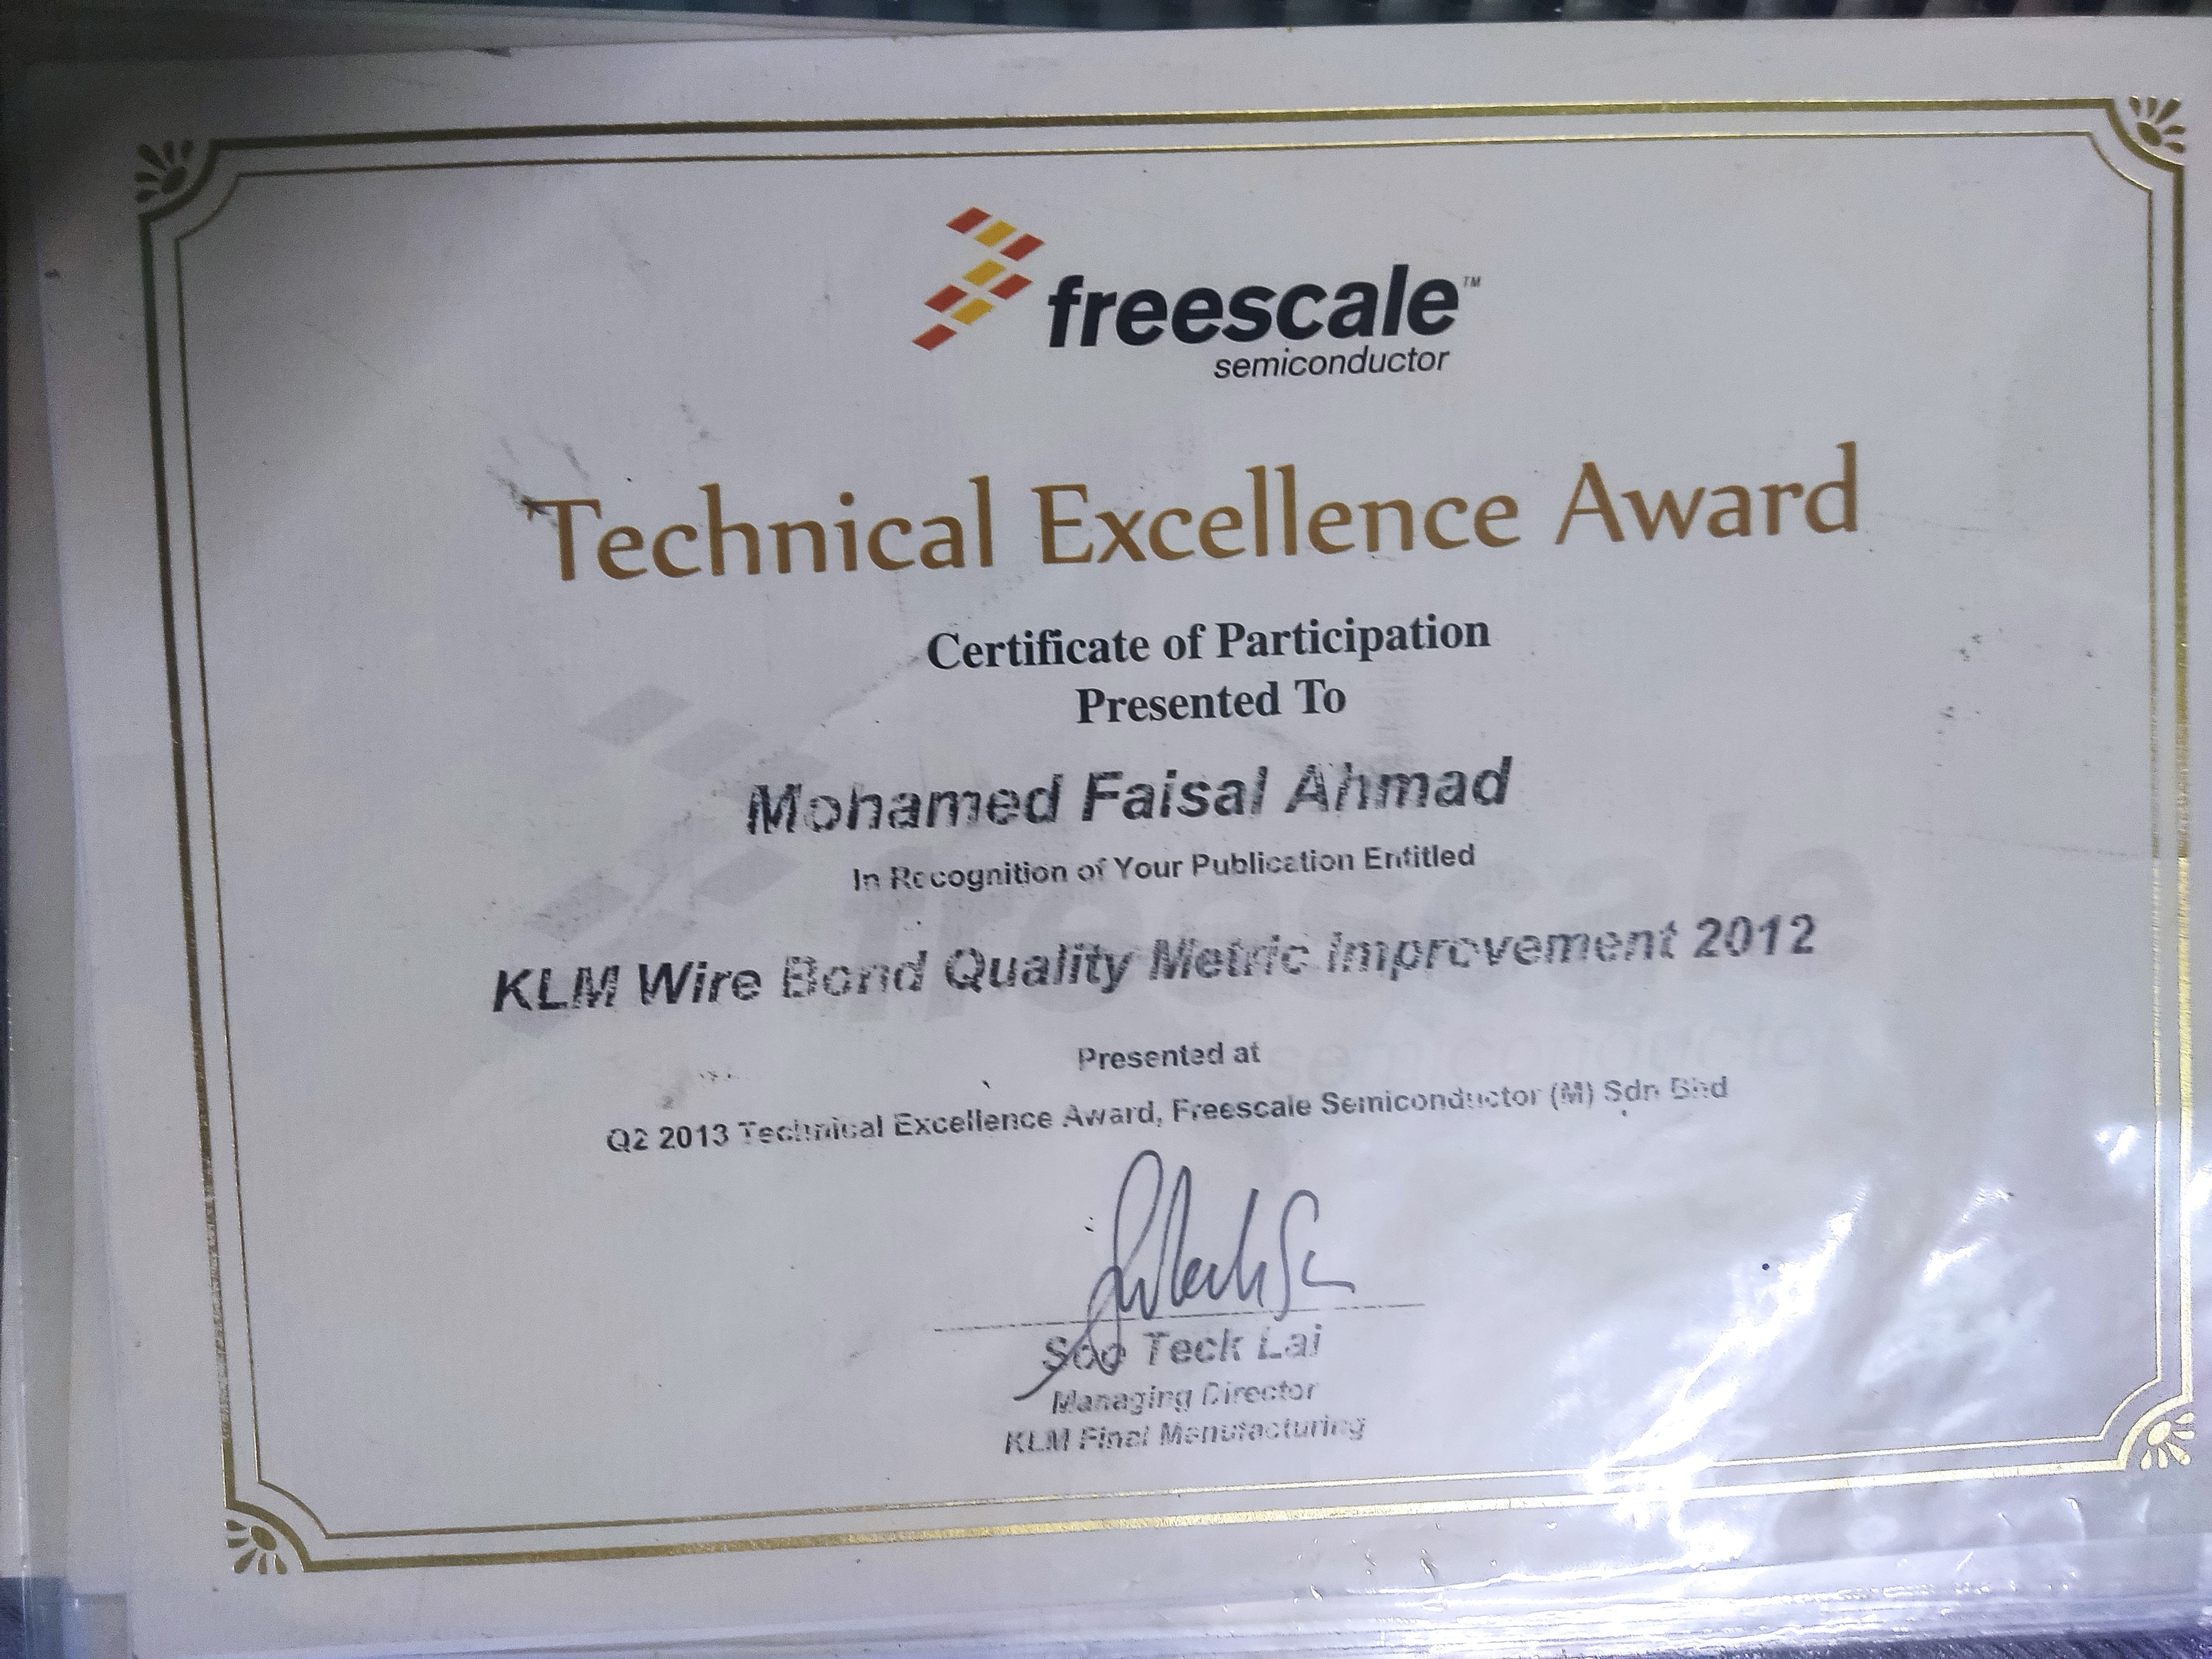 freescale™
semiconductor
Technical Excellence Award
Certificate of Participation
Presented To
Mohamed Faisal Ahmad
In Recognition of Your Publication Entitled
KLM Wire Bond Quality Metric Improvement 2012
Presented at
Q2 2013 Technical Excellence Award, Freescale Semiconductor (M) Sdn Bhd
Soo Teck Lai
Managing Director
KLM Final Manufacturing